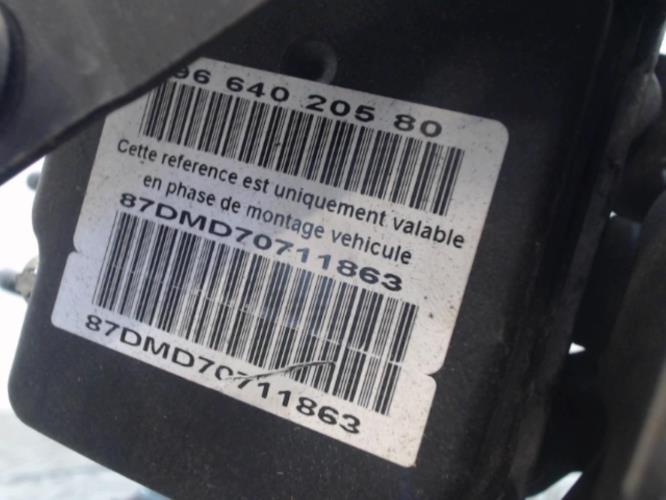 96 640 205 80
Cette reference est uniquement valable
en phase de montage vehicule
87DMD70711863
87DMD70711863